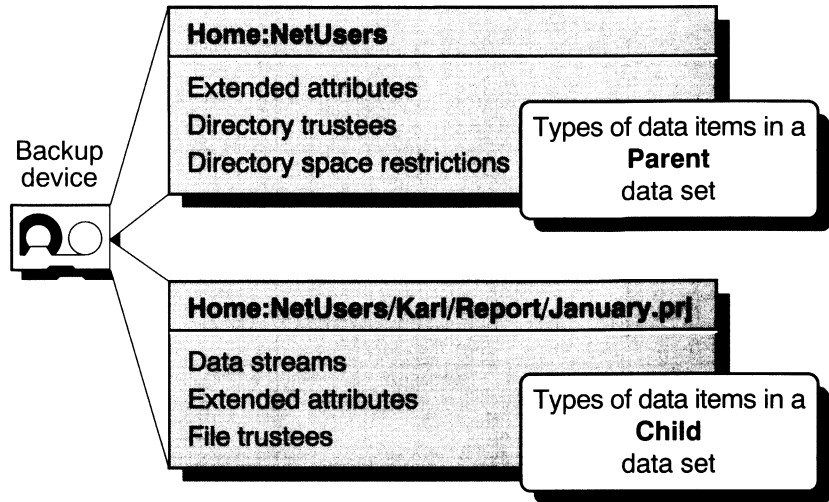 Backup
device
Home:NetUsers
Extended attributes
Directory trustees
Directory space restrictions
Types of data items in a
Parent
data set
Home:NetUsers/Karl/Report/January.prj
Data streams
Extended attributes
File trustees
Types of data items in a
Child
data set